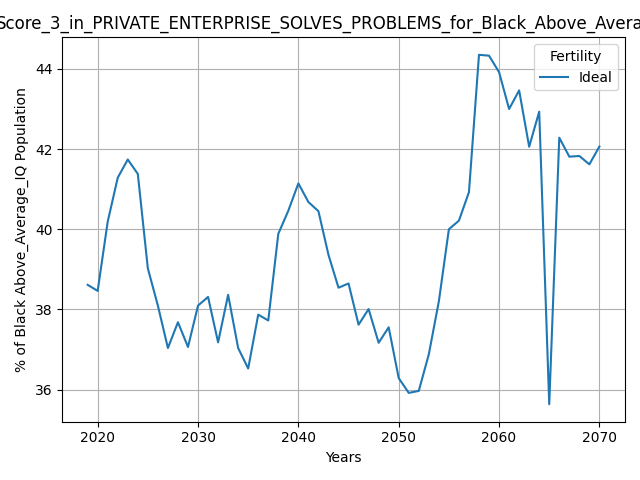 Score_3_in_PRIVATE_ENTERPRISE_SOLVES_PROBLEMS_for_Black_Above_Avera
Fertility
Ideal
% of Black Above_Average_IQ Population
44
42
40
38
36
2020 2030 2040 2050 2060 2070
Years